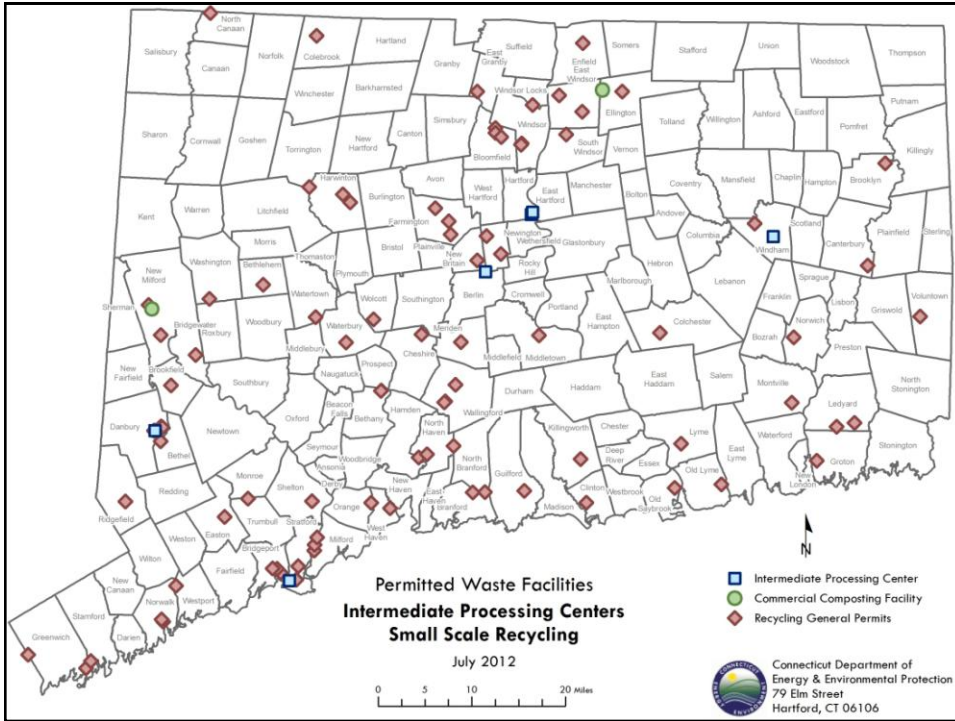 North
Canaan
Salisbury
Canaan
Norfolk
Colebrook
Hartland
Granby
East
Granby
Suffield
Enfield
East
Windsor
Somers
Stafford
Union
Woodstock
Thompson
Winchester
Barkhamsted
Simsbury
Windsor Locks
Windsor
Ellington
Tolland
Willington
Ashford
Eastford
Pomfret
Putnam
Killingly
Sharon
Cornwall
Goshen
Torrington
New
Hartford
Canton
Bloomfield
South
Windsor
Vernon
Kent
Warren
Litchfield
Harwinton
Burlington
Avon
West
Hartford
Hartford
East
Hartford
Manchester
Bolton
Coventry
Mansfield
Chaplin
Hampton
Brooklyn
Farmington
Andover
Columbia
Windham
Scotland
Canterbury
Plainfield
Sterling
New
Milford
Washington
Morris
Bethlehem
Thomaston
Plymouth
Bristol
Plainville
New
Britain
Newington
Wethersfield
Rocky
Hill
Glastonbury
Marlborough
Hebron
Lebanon
Sprague
Franklin
Lisbon
Griswold
Voluntown
Sherman
Bridgewater
Roxbury
Woodbury
Watertown
Waterbury
Wolcott
Southington
Berlin
Cromwell
Portland
East
Hampton
Colchester
Bozrah
Norwich
Preston
New
Fairfield
Brookfield
Southbury
Middlebury
Naugatuck
Prospect
Cheshire
Meriden
Middlefield
Middletown
Haddam
East
Haddam
Salem
Montville
Ledyard
North
Stonington
Danbury
Bethel
Newtown
Oxford
Beacon
Falls
Bethany
Hamden
Wallingford
Durham
North
Haven
Killingworth
Chester
Deep
River
Essex
Lyme
East
Lyme
Waterford
New
London
Groton
Stonington
Ridgefield
Redding
Monroe
Seymour
Ansonia
Derby
Woodbridge
New
Haven
East
Haven
North
Branford
Branford
Guilford
Madison
Clinton
Westbrook
Old
Saybrook
Old Lyme
Shelton
Orange
West
Haven
Milford
Stratford
Trumbull
Easton
Bridgeport
Fairfield
Weston
Wilton
Westport
Norwalk
New
Canaan
Darien
Stamford
Greenwich
N
Permitted Waste Facilities
Intermediate Processing Centers
Small Scale Recycling
July 2012
0 5 10 20 Miles
Intermediate Processing Center
Commercial Composting Facility
Recycling General Permits
Connecticut Department of
Energy & Environmental Protection
79 Elm Street
Hartford, CT 06106